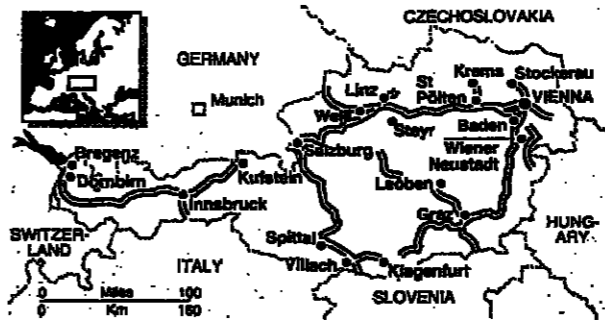 CZECHOSLOVAKIA
GERMANY
Munich
Linz
St
Pölten
Krems
Stockerau
VIENNA
Wels
Steyr
Baden
Wiener
Neustadt
Salzburg
Bregenz
Dornbirn
Kufstein
Innsbruck
Leoben
Graz
HUNG-
ARY
SWITZER-
LAND
ITALY
Spittal
Villach
Klagenfurt
SLOVENIA
0 Miles 100
0 Km 160